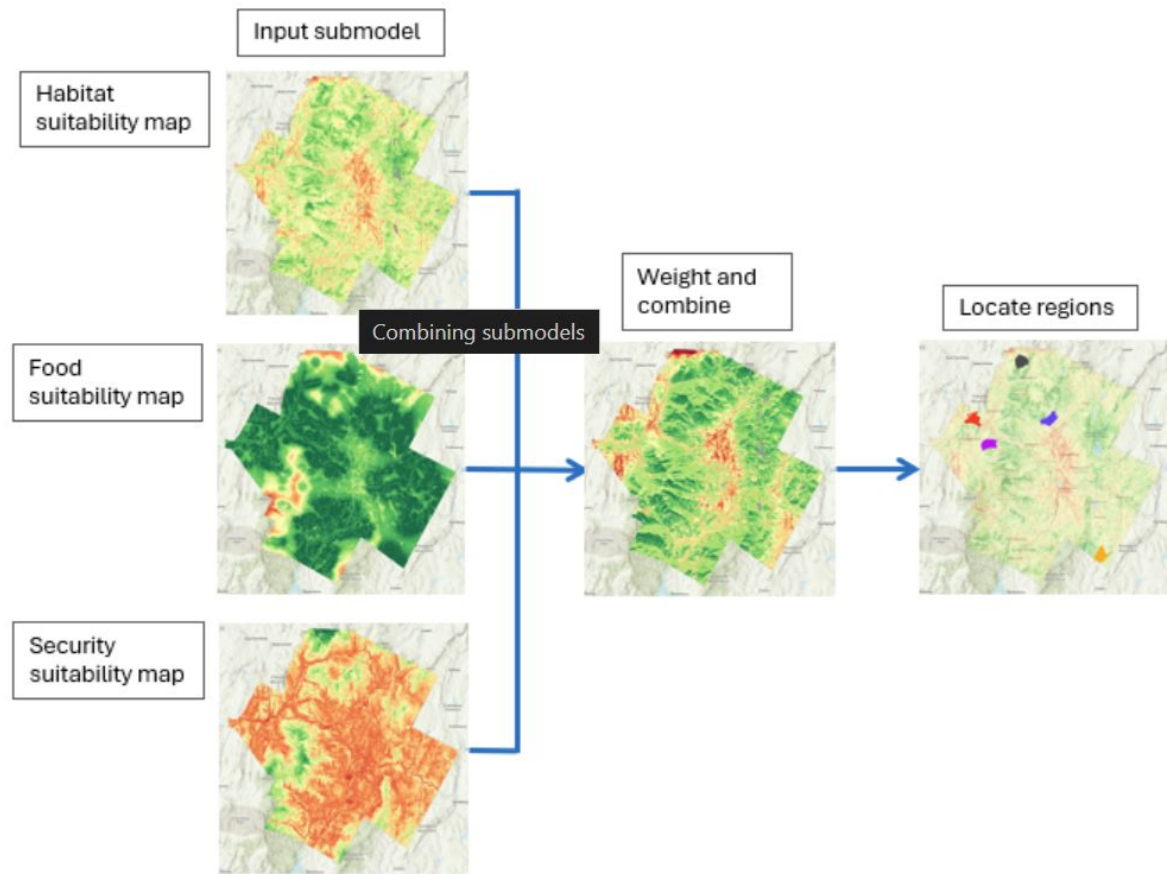 Input submodel
Habitat
suitability map
Combining submodels
Weight and
combine
Locate regions
Food
suitability map
Security
suitability map